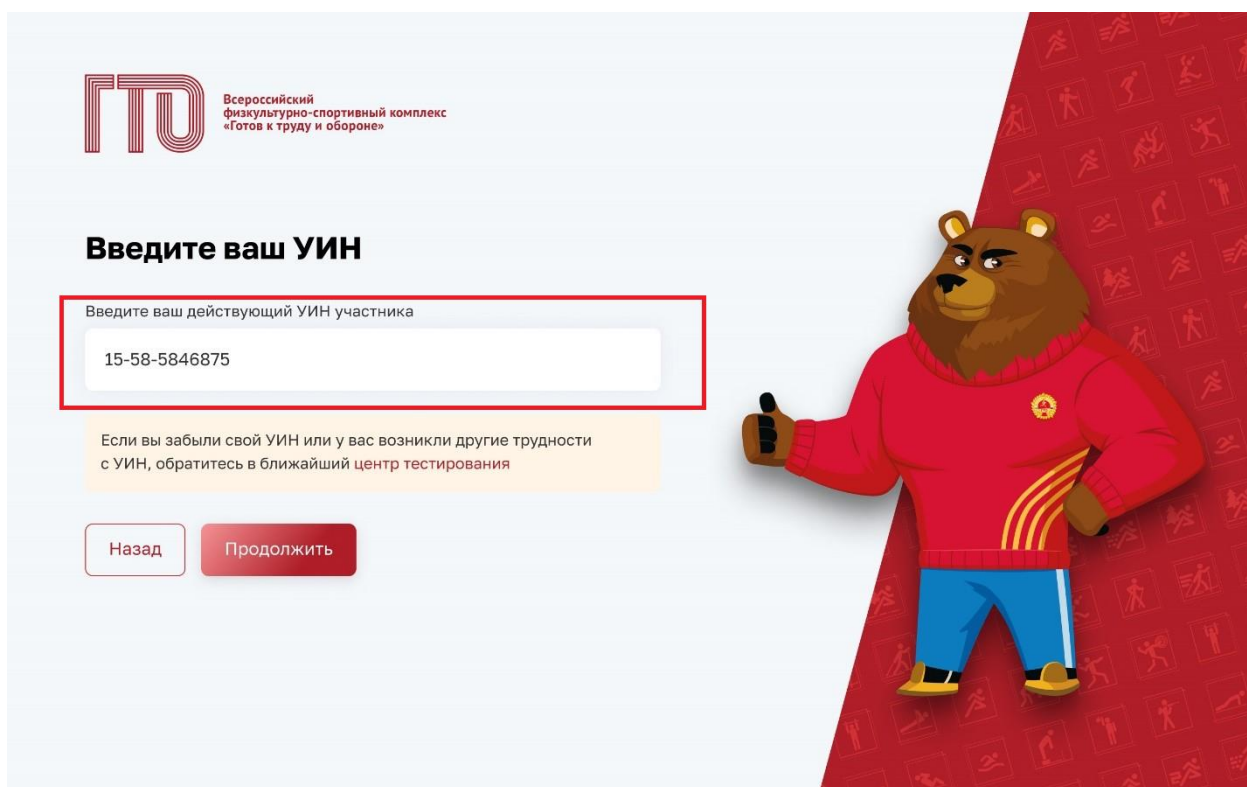 ГТО
Всероссийский
физкультурно-спортивный комплекс
«Готов к труду и обороне»
Введите ваш УИН
Введите ваш действующий УИН участника
15-58-5846875
Если вы забыли свой УИН или у вас возникли другие трудности
с УИН, обратитесь в ближайший центр тестирования
Назад
Продолжить